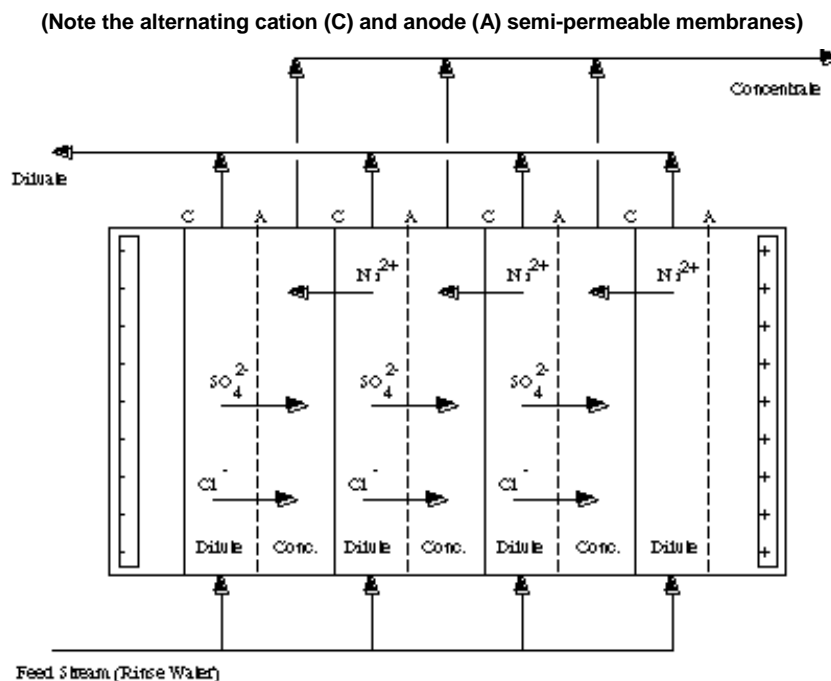 (Note the alternating cation (C) and anode (A) semi-permeable membranes)
Concentrate
Diluate
C A C A C A C A
Ni2+ Ni2+ Ni2+
SO42- SO42- SO42-
Cl- Cl- Cl-
Dilute Conc. Dilute Conc. Dilute Conc. Dilute
Feed Stream (Rinse Water)